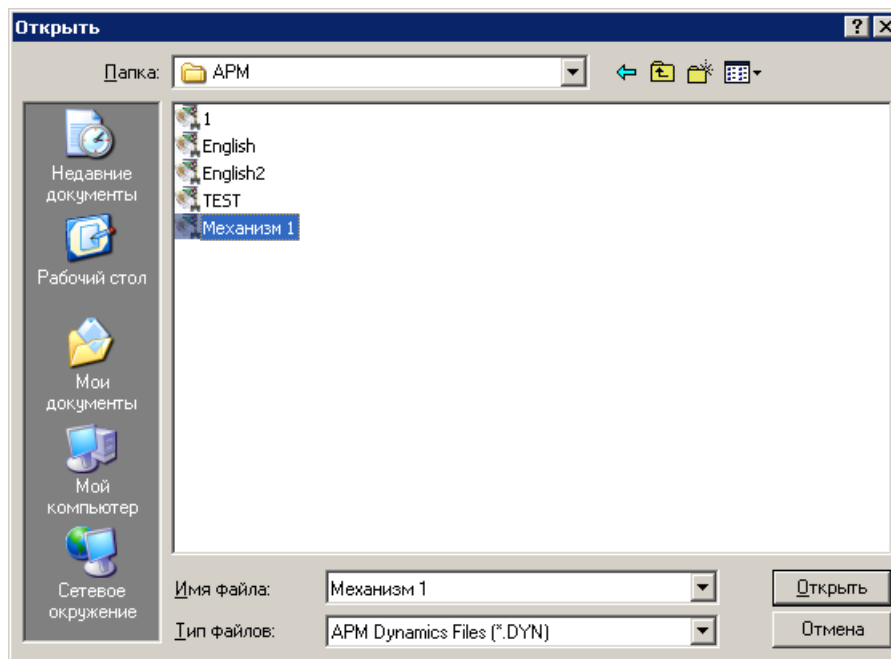 Открыть
Папка: APM
1
English
English2
TEST
Механизм 1
Недавние
документы
Рабочий стол
Мои
документы
Мой
компьютер
Сетевое
окружение
Имя файла: Механизм 1 Открыть
Тип файлов: APM Dynamics Files (*.DYN) Отмена